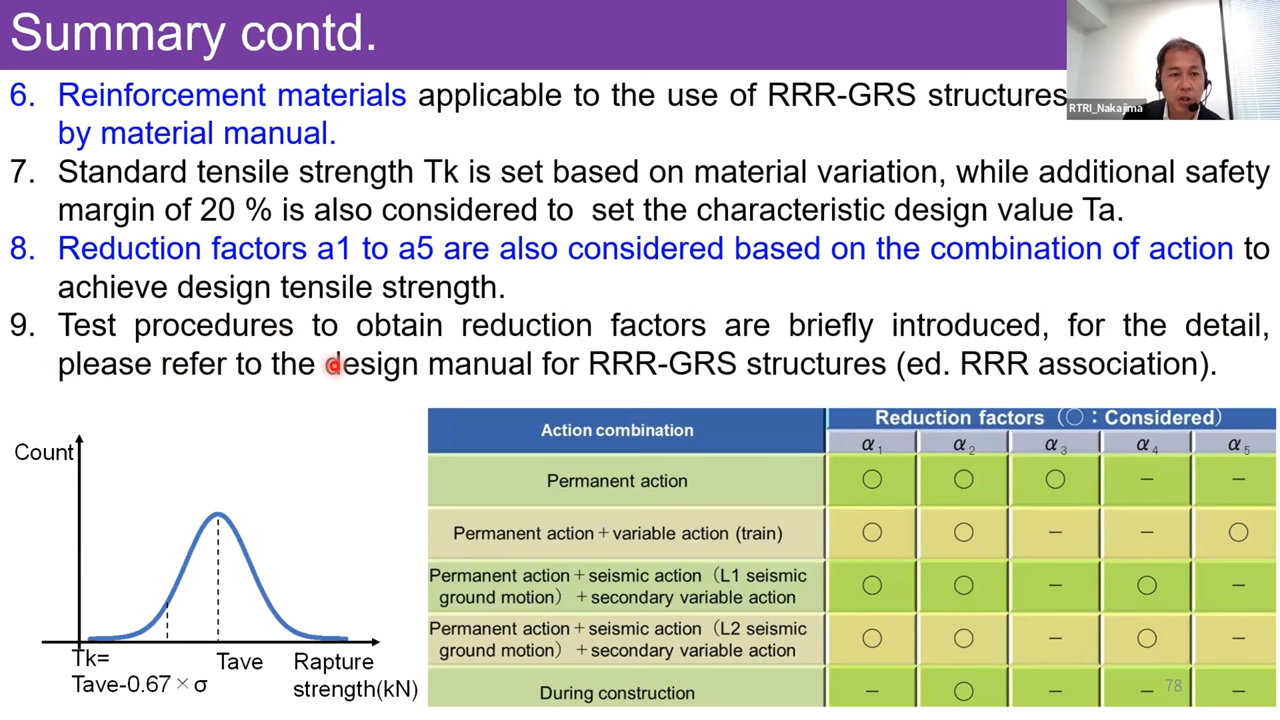 Summary contd.
RTRI_Nakajima
6. Reinforcement materials applicable to the use of RRR-GRS structures
by material manual.
7. Standard tensile strength Tk is set based on material variation, while additional safety
margin of 20 % is also considered to set the characteristic design value Ta.
8. Reduction factors a1 to a5 are also considered based on the combination of action to
achieve design tensile strength.
9. Test procedures to obtain reduction factors are briefly introduced, for the detail,
please refer to the design manual for RRR-GRS structures (ed. RRR association).
Count
Tk=
Tave-0.67×σ
Tave
Rapture
strength(kN)
Action combination
Reduction factors (○：Considered)
α1 α2 α3 α4 α5
Permanent action ○ ○ ○ － －
Permanent action＋variable action (train) ○ ○ － － ○
Permanent action＋seismic action（L1 seismic
ground motion）＋secondary variable action ○ ○ － ○ －
Permanent action＋seismic action（L2 seismic
ground motion）＋secondary variable action ○ ○ － ○ －
During construction － ○ － － －
78